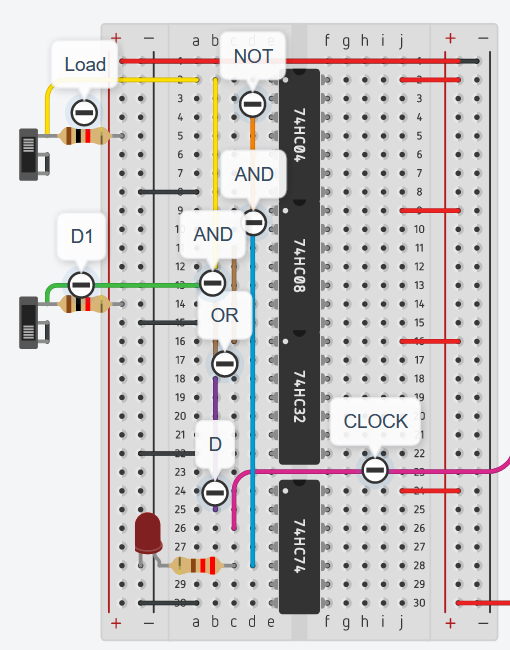 + − a b c d e f g h i j + −
NOT
Load
1 1
2 2
3 3
4 4
5 5
6 6
7 7
8 8
9 9
74HC04
AND
D1
AND
10 10
11 11
12 12
13 13
14 14
15 15
16 16
74HC08
OR
17 17
18 18
19 19
20 20
21 21
22 22
74HC32
CLOCK
D
23 23
24 24
25 25
26 26
27 27
28 28
29 29
30 30
74HC74
+ − a b c d e f g h i j + −